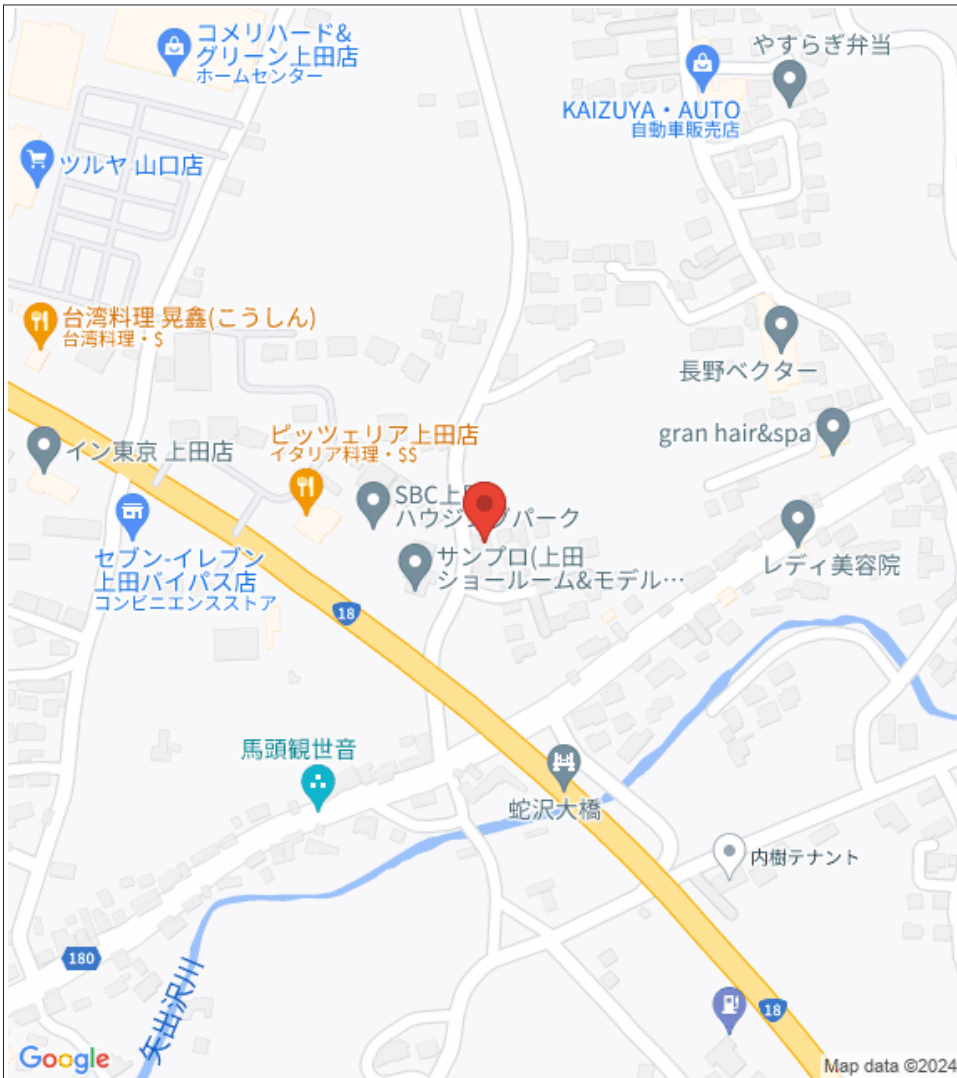 コメリハード&
グリーン上田店
ホームセンター
やすらぎ弁当
KAIZUYA・AUTO
自動車販売店
ツルヤ 山口店
台湾料理 晃鑫(こうしん)
台湾料理・$
長野ベクター
gran hair&spa
ピッツェリア上田店
イタリア料理・$$
イン東京 上田店
SBC上田
ハウジングパーク
サンプロ(上田
ショールーム&モデル…
レディ美容院
セブン-イレブン
上田バイパス店
コンビニエンスストア
18
馬頭観世音
蛇沢大橋
内樹テナント
180
矢出沢川
18
Google
Map data ©2024